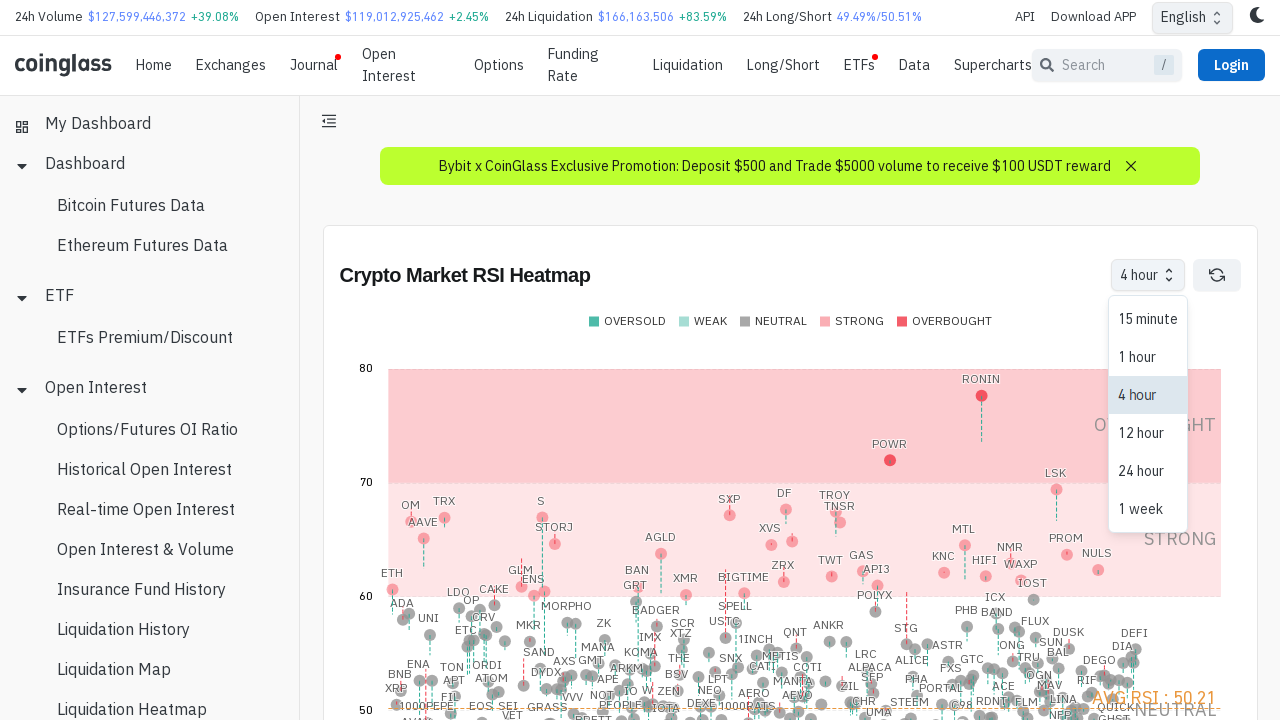 24h Volume $127,599,446,372 +39.08% Open Interest $119,012,925,462 +2.45% 24h Liquidation $166,163,506 +83.59% 24h Long/Short 49.49%/50.51% API Download APP English
coinglass Home Exchanges Journal Open Interest Options Funding Rate Liquidation Long/Short ETFs Data Supercharts Search / Login
My Dashboard
Dashboard
Bitcoin Futures Data
Ethereum Futures Data
ETF
ETFs Premium/Discount
Open Interest
Options/Futures OI Ratio
Historical Open Interest
Real-time Open Interest
Open Interest & Volume
Insurance Fund History
Liquidation History
Liquidation Map
Liquidation Heatmap
Bybit x CoinGlass Exclusive Promotion: Deposit $500 and Trade $5000 volume to receive $100 USDT reward
Crypto Market RSI Heatmap
4 hour
15 minute
1 hour
4 hour
12 hour
24 hour
1 week
OVERSOLD WEAK NEUTRAL STRONG OVERBOUGHT
80
RONIN
POWR
70
LSK
OM TRX S SXP DF TROY
TNSR
AAVE STORJ XVS MTL
STRONG
AGLD PROM
NMR NULS
GAS KNC HIFI WAXP
ETH GLM BAN XMR BIGTIME ZRX TWT API3
ENS GRT IOST
60
LDO CAKE POLYX ICX
ADA OP MORPHO BADGER SPELL PHB BAND
UNI CRV MKR ZK SCR USTC ANKR STG FLUX
ETC IMX XTZ 1INCH QNT ASTR ONG SUN DUSK DEFI
SAND MANA KOMA THE SNX METIS LRC ALICE GTC TRU BAL DIA
BNB ENA TON ORDI AXS GMT ARKM BSV CATI COTI ALPACA FXS DEGO
XRP APT ATOM DYDX APE LPT MANTA SFP PHA ACE OGN RIF
FIL NOT IO W ZEN NEO AERO AEVO ZIL PORTAL MAV
1000PEPE EOS SEI GRASS PEOPLE IOTA DEXE 1000RATS CHR STEEM C98 RDNT FLM QUICK
VET UMA
AVG RSI : 50.21
NEUTRAL